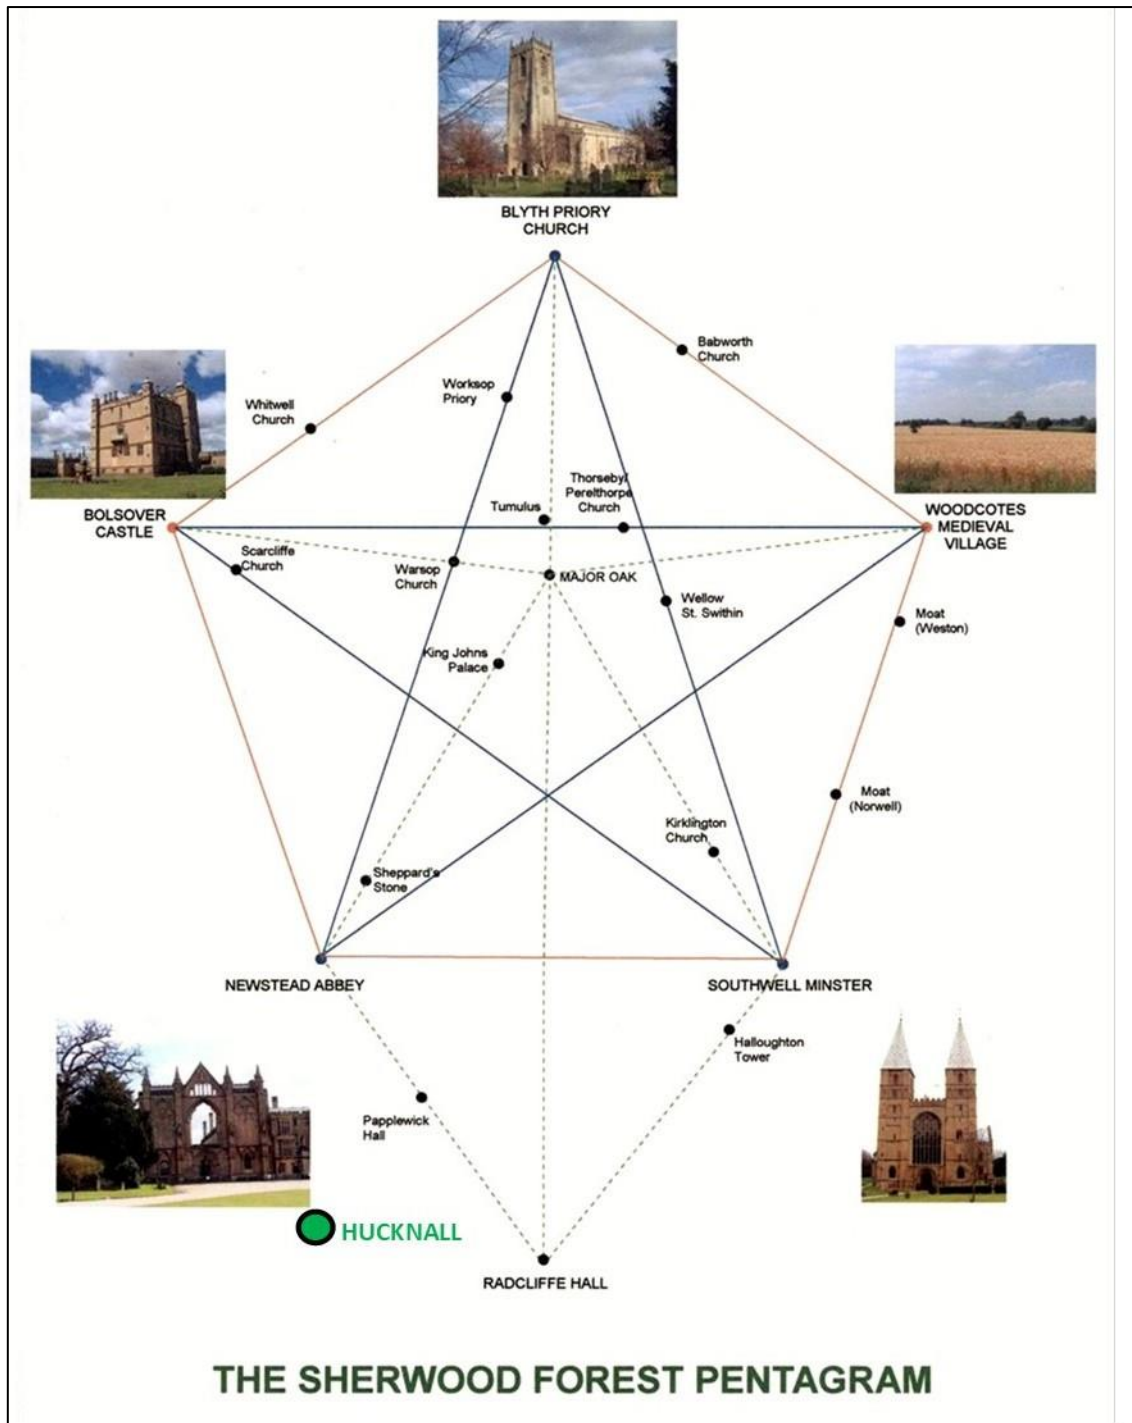 BLYTH PRIORY
CHURCH
Babworth
Church
Worksop
Priory
Whitwell
Church
Thorseby/
Perelthorpe
Church
Tumulus
BOLSOVER
CASTLE
WOODCOTES
MEDIEVAL
VILLAGE
Scarcliffe
Church
Warsop
Church
MAJOR OAK
Wellow
St. Swithin
Moat
(Weston)
King Johns
Palace
Moat
(Norwell)
Kirklington
Church
Sheppard's
Stone
NEWSTEAD ABBEY
SOUTHWELL MINSTER
Halloughton
Tower
Papplewick
Hall
HUCKNALL
RADCLIFFE HALL
THE SHERWOOD FOREST PENTAGRAM